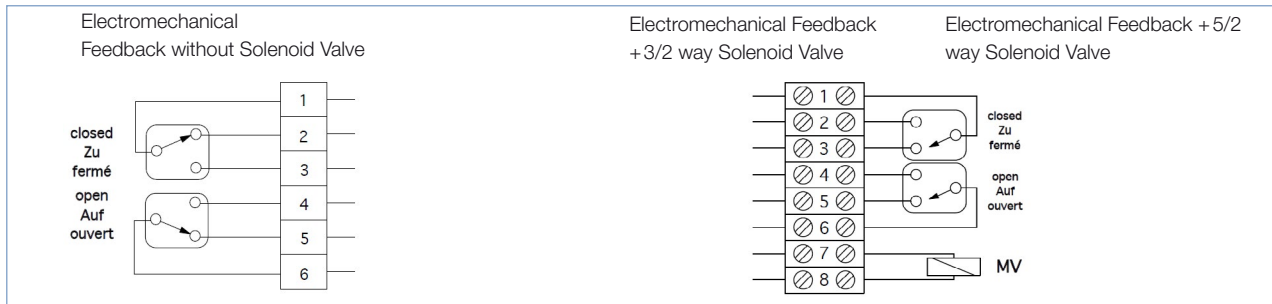 Electromechanical
Feedback without Solenoid Valve
1
2
3
4
5
6
closed
Zu
fermé
open
Auf
ouvert
Electromechanical Feedback
+3/2 way Solenoid Valve
Electromechanical Feedback +5/2
way Solenoid Valve
1
2
3
4
5
6
7
8
closed
Zu
fermé
open
Auf
ouvert
MV